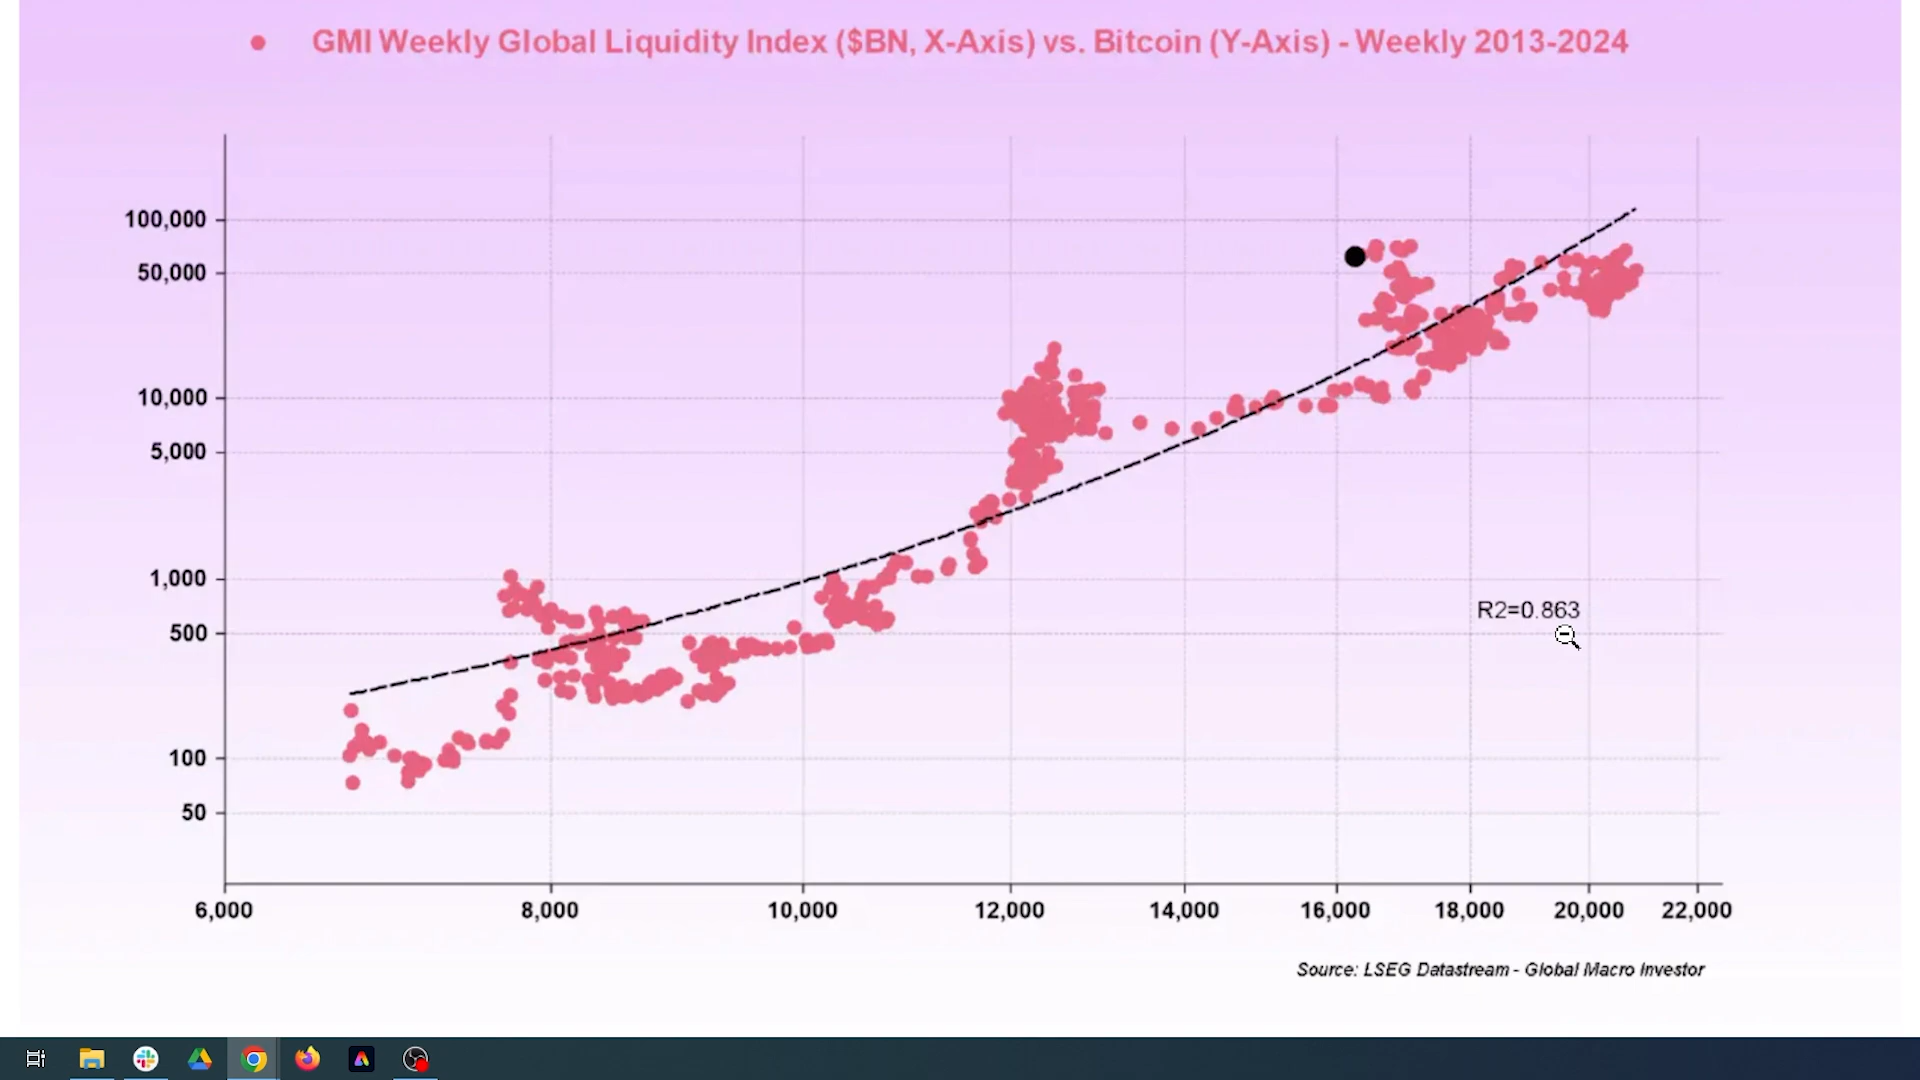 GMI Weekly Global Liquidity Index ($BN, X-Axis) vs. Bitcoin (Y-Axis) - Weekly 2013-2024
100,000
50,000
10,000
5,000
1,000
500
100
50
R2=0.863
6,000 8,000 10,000 12,000 14,000 16,000 18,000 20,000 22,000
Source: LSEG Datastream - Global Macro Investor